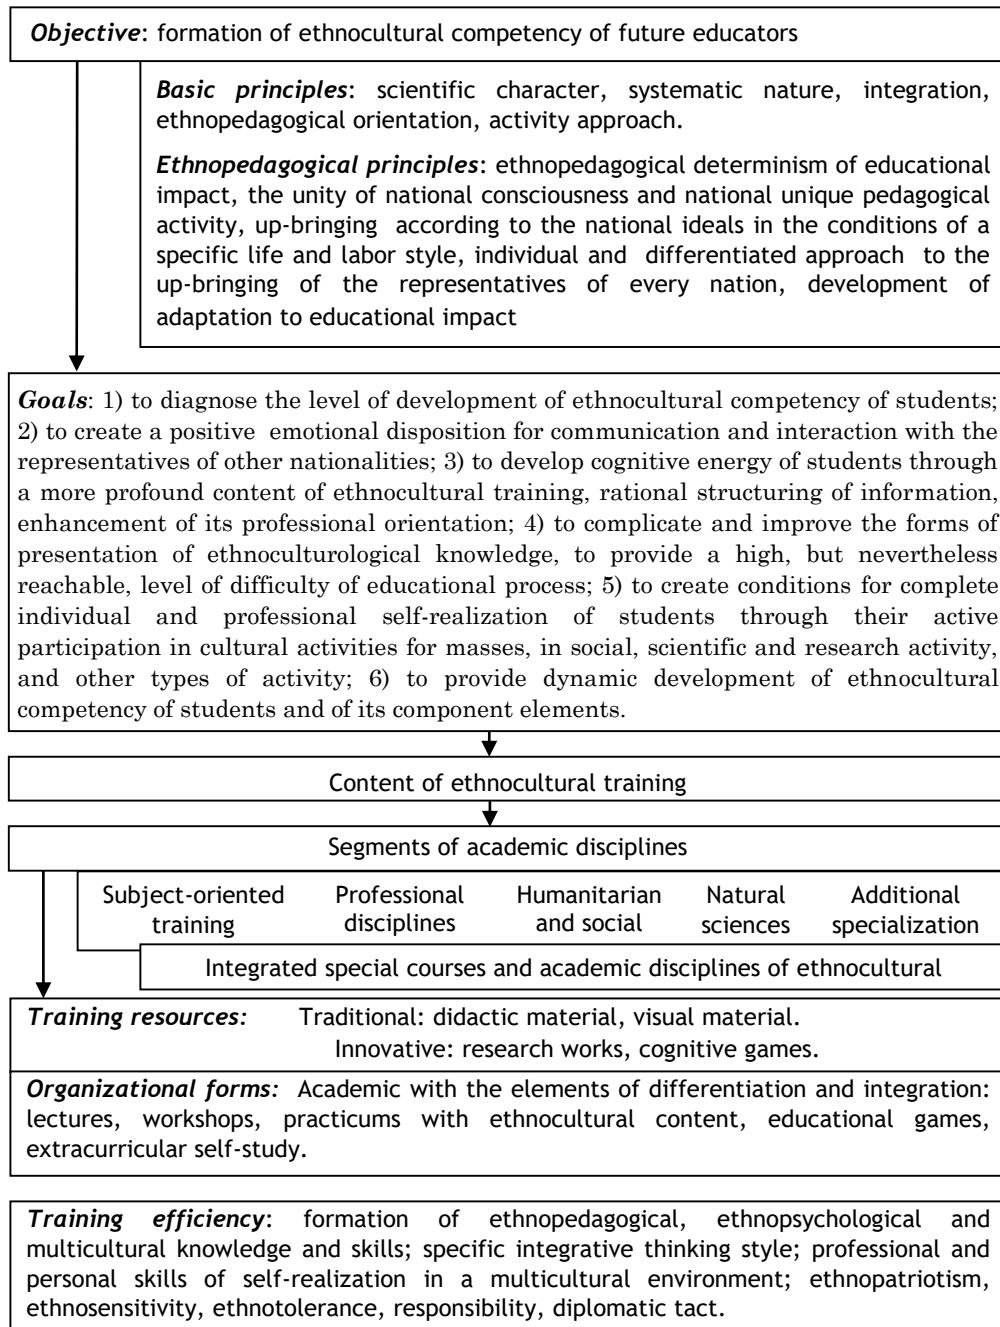 Objective: formation of ethnocultural competency of future educators
Basic principles: scientific character, systematic nature, integration,
ethnopedagogical orientation, activity approach.
Ethnopedagogical principles: ethnopedagogical determinism of educational
impact, the unity of national consciousness and national unique pedagogical
activity, up-bringing according to the national ideals in the conditions of a
specific life and labor style, individual and differentiated approach to the
up-bringing of the representatives of every nation, development of
adaptation to educational impact
Goals: 1) to diagnose the level of development of ethnocultural competency of students;
2) to create a positive emotional disposition for communication and interaction with the
representatives of other nationalities; 3) to develop cognitive energy of students through
a more profound content of ethnocultural training, rational structuring of information,
enhancement of its professional orientation; 4) to complicate and improve the forms of
presentation of ethnoculturological knowledge, to provide a high, but nevertheless
reachable, level of difficulty of educational process; 5) to create conditions for complete
individual and professional self-realization of students through their active
participation in cultural activities for masses, in social, scientific and research activity,
and other types of activity; 6) to provide dynamic development of ethnocultural
competency of students and of its component elements.
Content of ethnocultural training
Segments of academic disciplines
Subject-oriented
training
Professional
disciplines
Humanitarian
and social
Natural
sciences
Additional
specialization
Integrated special courses and academic disciplines of ethnocultural
Training resources: Traditional: didactic material, visual material.
Innovative: research works, cognitive games.
Organizational forms: Academic with the elements of differentiation and integration:
lectures, workshops, practicums with ethnocultural content, educational games,
extracurricular self-study.
Training efficiency: formation of ethnopedagogical, ethnopsychological and
multicultural knowledge and skills; specific integrative thinking style; professional and
personal skills of self-realization in a multicultural environment; ethnopatriotism,
ethnosensitivity, ethnotolerance, responsibility, diplomatic tact.